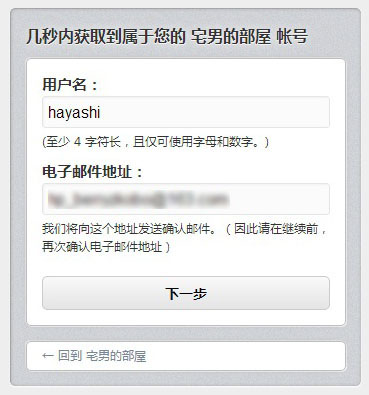 几秒内获取到属于您的 宅男的部屋 帐号
用户名：
hayashi
(至少 4 字符长，且仅可使用字母和数字。)
电子邮件地址：
我们将向这个地址发送确认邮件。（因此请在继续前，
再次确认电子邮件地址）
下一步
← 回到 宅男的部屋